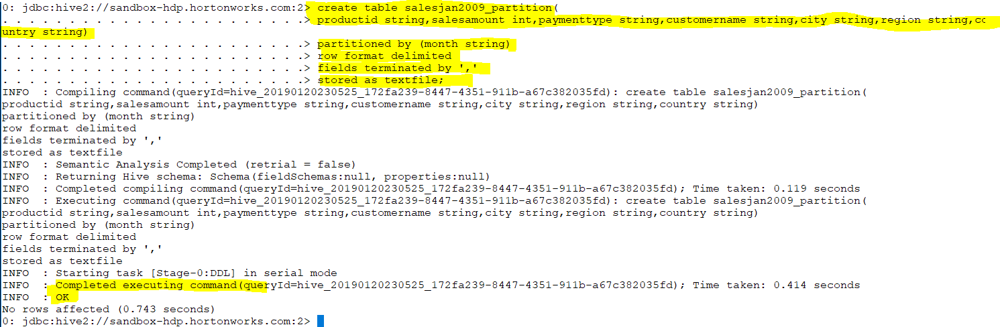 0: jdbc:hive2://sandbox-hdp.hortonworks.com:2> create table salesjan2009_partition(
. . . . . . . . . . . . . . . . . . . . . . .> productid string,salesamount int,paymenttype string,customername string,city string,region string,co
untry string)
. . . . . . . . . . . . . . . . . . . . . . .> partitioned by (month string)
. . . . . . . . . . . . . . . . . . . . . . .> row format delimited
. . . . . . . . . . . . . . . . . . . . . . .> fields terminated by ','
. . . . . . . . . . . . . . . . . . . . . . .> stored as textfile;
INFO  : Compiling command(queryId=hive_20190120230525_172fa239-8447-4351-911b-a67c382035fd): create table salesjan2009_partition(
productid string,salesamount int,paymenttype string,customername string,city string,region string,country string)
partitioned by (month string)
row format delimited
fields terminated by ','
stored as textfile
INFO  : Semantic Analysis Completed (retrial = false)
INFO  : Returning Hive schema: Schema(fieldSchemas:null, properties:null)
INFO  : Completed compiling command(queryId=hive_20190120230525_172fa239-8447-4351-911b-a67c382035fd); Time taken: 0.119 seconds
INFO  : Executing command(queryId=hive_20190120230525_172fa239-8447-4351-911b-a67c382035fd): create table salesjan2009_partition(
productid string,salesamount int,paymenttype string,customername string,city string,region string,country string)
partitioned by (month string)
row format delimited
fields terminated by ','
stored as textfile
INFO  : Starting task [Stage-0:DDL] in serial mode
INFO  : Completed executing command(queryId=hive_20190120230525_172fa239-8447-4351-911b-a67c382035fd); Time taken: 0.414 seconds
INFO  : OK
No rows affected (0.743 seconds)
0: jdbc:hive2://sandbox-hdp.hortonworks.com:2>